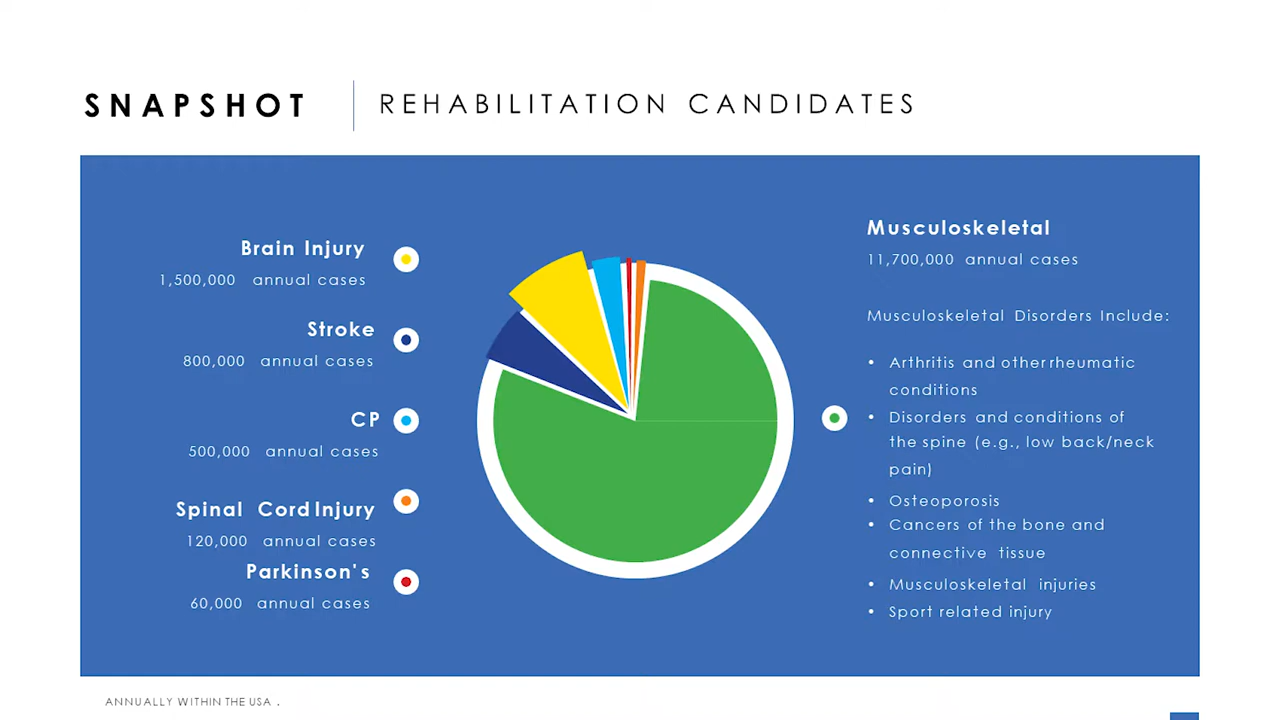 SNAPSHOT
REHABILITATION CANDIDATES
Brain Injury
1,500,000 annual cases
Stroke
800,000 annual cases
CP
500,000 annual cases
Spinal Cord Injury
120,000 annual cases
Parkinson's
60,000 annual cases
Musculoskeletal
11,700,000 annual cases
Musculoskeletal Disorders Include:
• Arthritis and other rheumatic
conditions
• Disorders and conditions of
the spine (e.g., low back/neck
pain)
• Osteoporosis
• Cancers of the bone and
connective tissue
• Musculoskeletal injuries
• Sport related injury
ANNUALLY WITHIN THE USA .